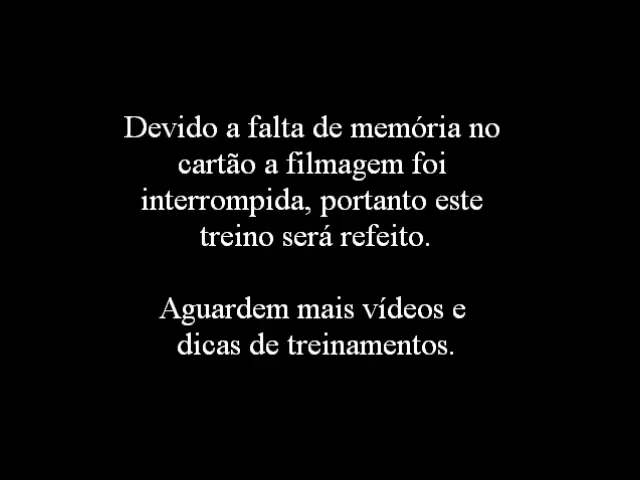 Devido a falta de memória no
cartão a filmagem foi
interrompida, portanto este
treino será refeito.
Aguardem mais vídeos e
dicas de treinamentos.